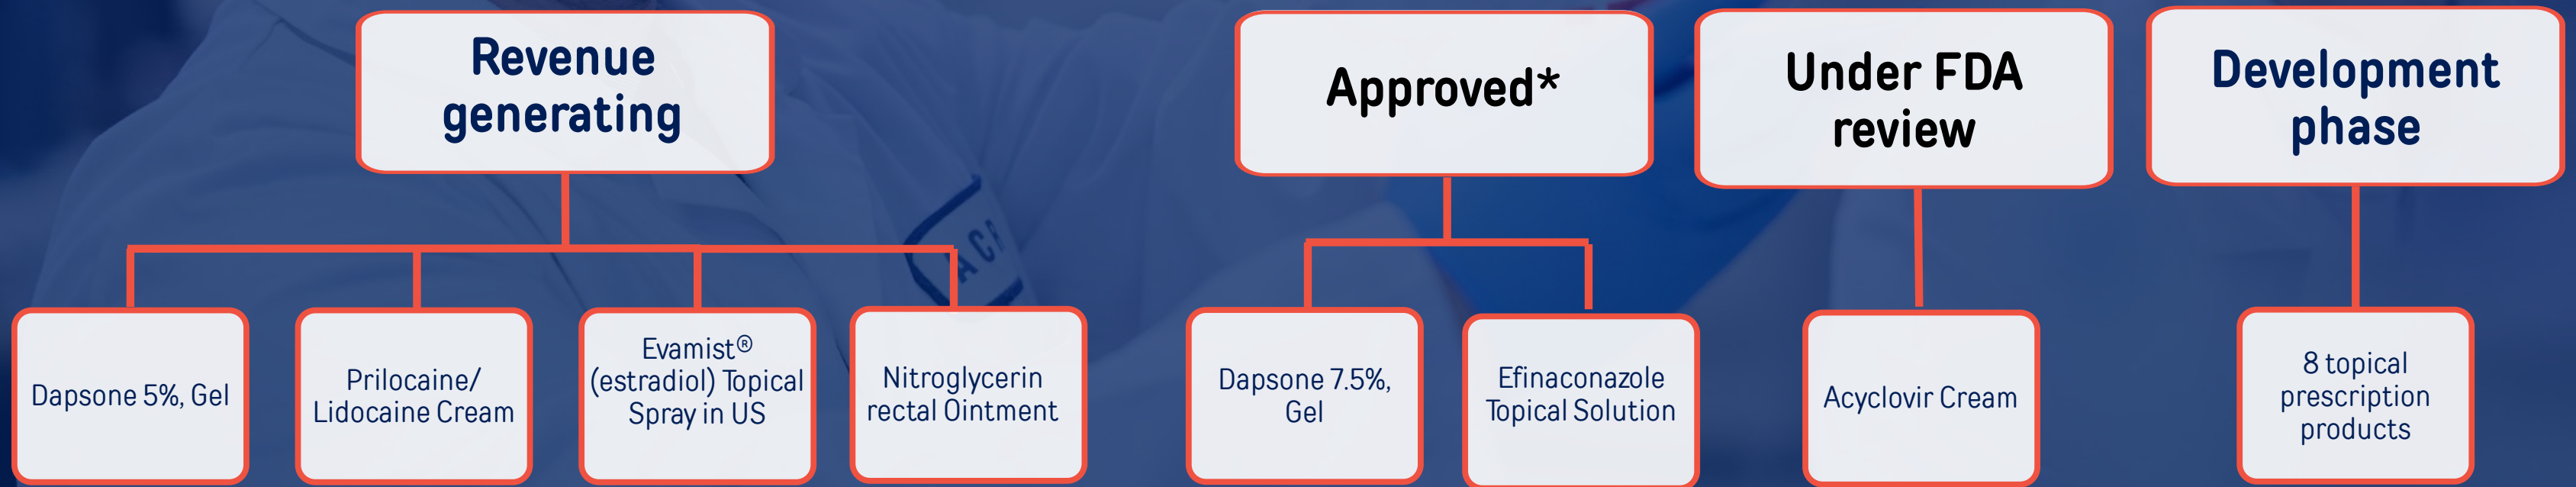 Revenue
generating
Approved*
Under FDA
review
Development
phase
Dapsone 5%, Gel
Prilocaine/
Lidocaine Cream
Evamist®
(estradiol) Topical
Spray in US
Nitroglycerin
rectal Ointment
Dapsone 7.5%,
Gel
Efinaconazole
Topical Solution
Acyclovir Cream
8 topical
prescription
products